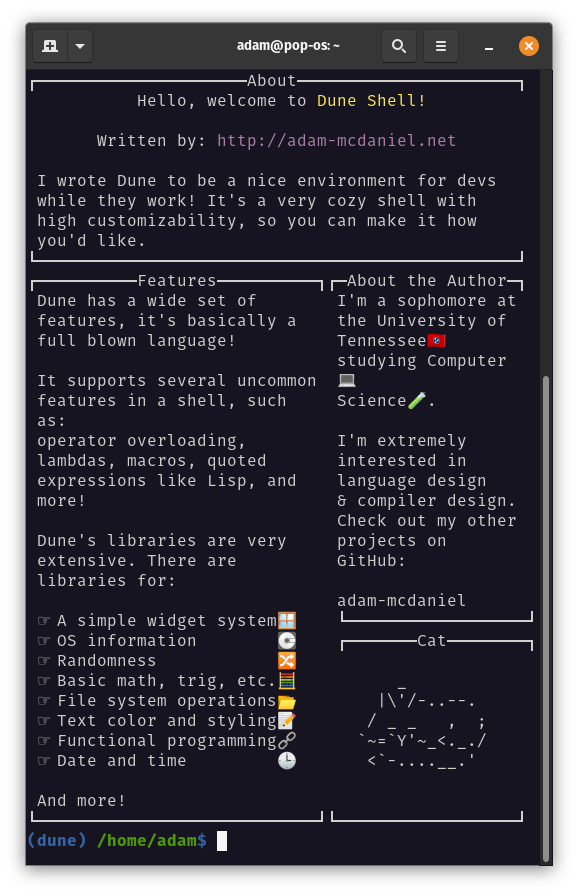 adam@pop-os: ~
About
Hello, welcome to Dune Shell!
Written by: http://adam-mcdaniel.net
I wrote Dune to be a nice environment for devs
while they work! It's a very cozy shell with
high customizability, so you can make it how
you'd like.
Features
Dune has a wide set of
features, it's basically a
full blown language!
It supports several uncommon
features in a shell, such
as:
operator overloading,
lambdas, macros, quoted
expressions like Lisp, and
more!
Dune's libraries are very
extensive. There are
libraries for:
☞ A simple widget system🪟
☞ OS information 💽
☞ Randomness 🔀
☞ Basic math, trig, etc.🧮
☞ File system operations📂
☞ Text color and styling📝
☞ Functional programming🔗
☞ Date and time 🕒
And more!
About the Author
I'm a sophomore at
the University of
Tennessee
studying Computer
💻
Science🧪.
I'm extremely
interested in
language design
& compiler design.
Check out my other
projects on
GitHub:
adam-mcdaniel
Cat
_
|\'/-..--.
/ _ _   ,  ;
`~=`Y'~_<._./
<`-....__.'
(dune) /home/adam$